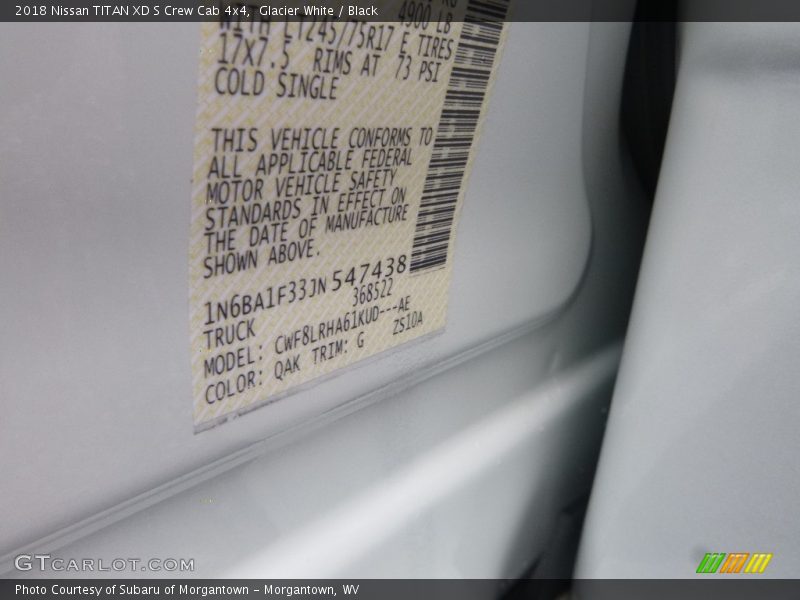 2018 Nissan TITAN XD S Crew Cab 4x4, Glacier White / Black
4900 LB
WITH LT245/75R17 E TIRES
17X7.5 RIMS AT 73 PSI
COLD SINGLE
THIS VEHICLE CONFORMS TO
ALL APPLICABLE FEDERAL
MOTOR VEHICLE SAFETY
STANDARDS IN EFFECT ON
THE DATE OF MANUFACTURE
SHOWN ABOVE.
1N6BA1F33JN547438
TRUCK 368522
MODEL: CWF8LRHA61KUD---AE
COLOR: QAK TRIM: G ZS10A
GTCARLOT.COM
Photo Courtesy of Subaru of Morgantown - Morgantown, WV